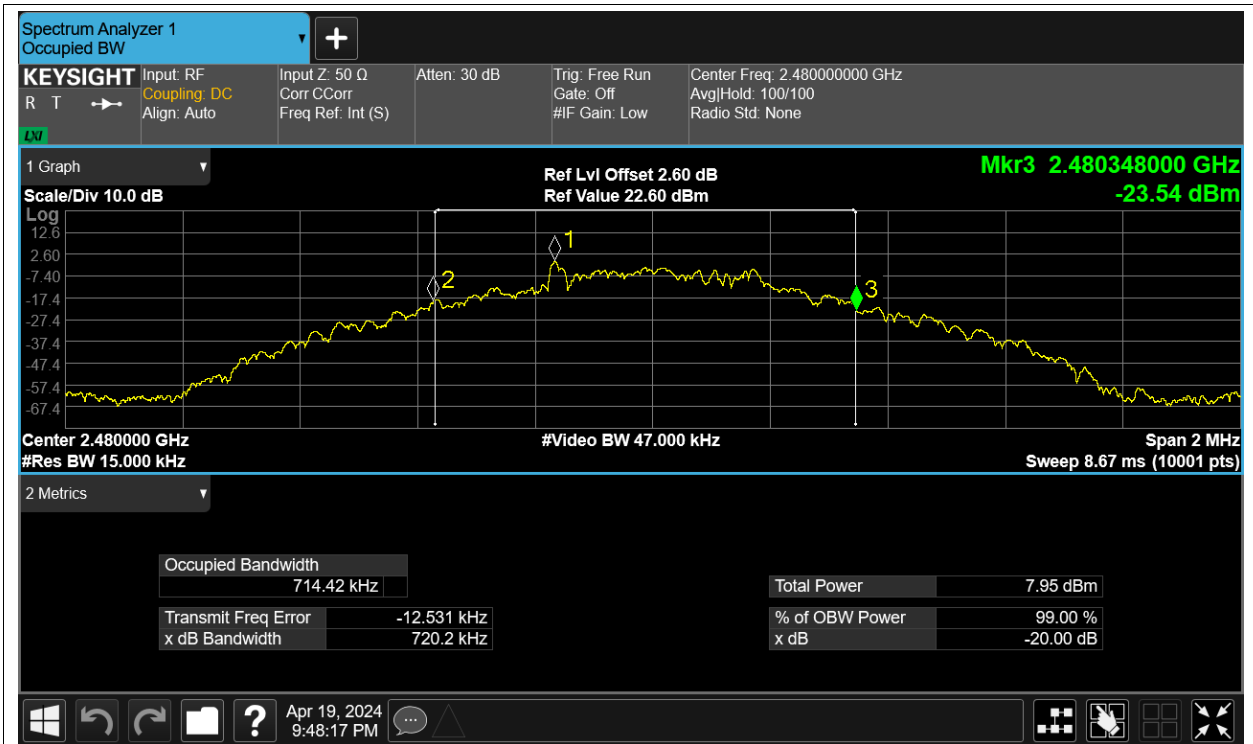 Spectrum Analyzer 1
Occupied BW
KEYSIGHT
R T
LXI
Input: RF
Coupling: DC
Align: Auto
Input Z: 50 Ω
Corr CCorr
Freq Ref: Int (S)
Atten: 30 dB
Trig: Free Run
Gate: Off
#IF Gain: Low
Center Freq: 2.480000000 GHz
Avg|Hold: 100/100
Radio Std: None
1 Graph
Scale/Div 10.0 dB
Ref Lvl Offset 2.60 dB
Ref Value 22.60 dBm
Mkr3 2.480348000 GHz
-23.54 dBm
Log
12.6
2.60
-7.40
-17.4
-27.4
-37.4
-47.4
-57.4
-67.4
1
2
3
Center 2.480000 GHz
#Video BW 47.000 kHz
Span 2 MHz
#Res BW 15.000 kHz
Sweep 8.67 ms (10001 pts)
2 Metrics
Occupied Bandwidth
714.42 kHz
Total Power 7.95 dBm
Transmit Freq Error -12.531 kHz
% of OBW Power 99.00 %
x dB Bandwidth 720.2 kHz
x dB -20.00 dB
?
Apr 19, 2024
9:48:17 PM